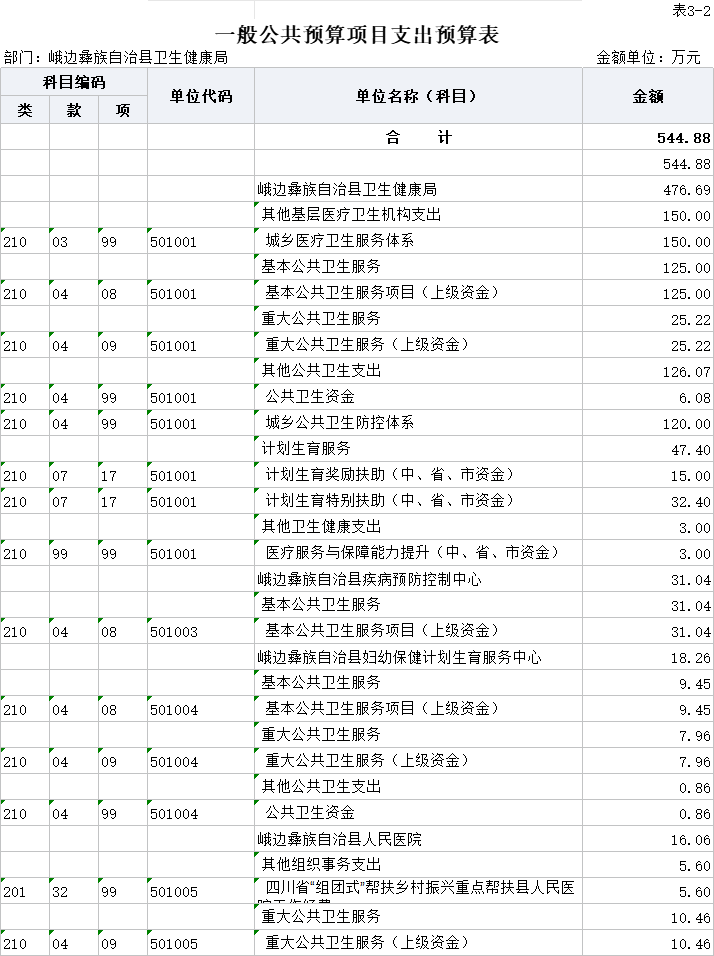 表3-2
一般公共预算项目支出预算表
部门：峨边彝族自治县卫生健康局 金额单位：万元
科目编码 单位代码 单位名称（科目） 金额
类 款 项
合 计 544.88
544.88
峨边彝族自治县卫生健康局 476.69
其他基层医疗卫生机构支出 150.00
210 03 99 501001 城乡医疗卫生服务体系 150.00
基本公共卫生服务 125.00
210 04 08 501001 基本公共卫生服务项目（上级资金） 125.00
重大公共卫生服务 25.22
210 04 09 501001 重大公共卫生服务（上级资金） 25.22
其他公共卫生支出 126.07
210 04 99 501001 公共卫生资金 6.08
210 04 99 501001 城乡公共卫生防控体系 120.00
计划生育服务 47.40
210 07 17 501001 计划生育奖励扶助（中、省、市资金） 15.00
210 07 17 501001 计划生育特别扶助（中、省、市资金） 32.40
其他卫生健康支出 3.00
210 99 99 501001 医疗服务与保障能力提升（中、省、市资金） 3.00
峨边彝族自治县疾病预防控制中心 31.04
基本公共卫生服务 31.04
210 04 08 501003 基本公共卫生服务项目（上级资金） 31.04
峨边彝族自治县妇幼保健计划生育服务中心 18.26
基本公共卫生服务 9.45
210 04 08 501004 基本公共卫生服务项目（上级资金） 9.45
重大公共卫生服务 7.96
210 04 09 501004 重大公共卫生服务（上级资金） 7.96
其他公共卫生支出 0.86
210 04 99 501004 公共卫生资金 0.86
峨边彝族自治县人民医院 16.06
其他组织事务支出 5.60
201 32 99 501005 四川省“组团式”帮扶乡村振兴重点帮扶县人民医 5.60
重大公共卫生服务 10.46
210 04 09 501005 重大公共卫生服务（上级资金） 10.46